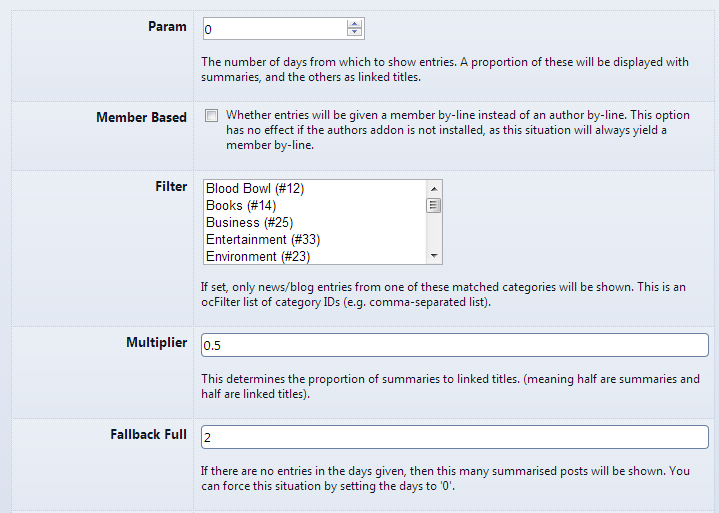 Param
0
The number of days from which to show entries. A proportion of these will be displayed with
summaries, and the others as linked titles.
Member Based
Whether entries will be given a member by-line instead of an author by-line. This option
has no effect if the authors addon is not installed, as this situation will always yield a
member by-line.
Filter
Blood Bowl (#12)
Books (#14)
Business (#25)
Entertainment (#33)
Environment (#23)
If set, only news/blog entries from one of these matched categories will be shown. This is an
ocFilter list of category IDs (e.g. comma-separated list).
Multiplier
0.5
This determines the proportion of summaries to linked titles. (meaning half are summaries and
half are linked titles).
Fallback Full
2
If there are no entries in the days given, then this many summarised posts will be shown. You
can force this situation by setting the days to '0'.